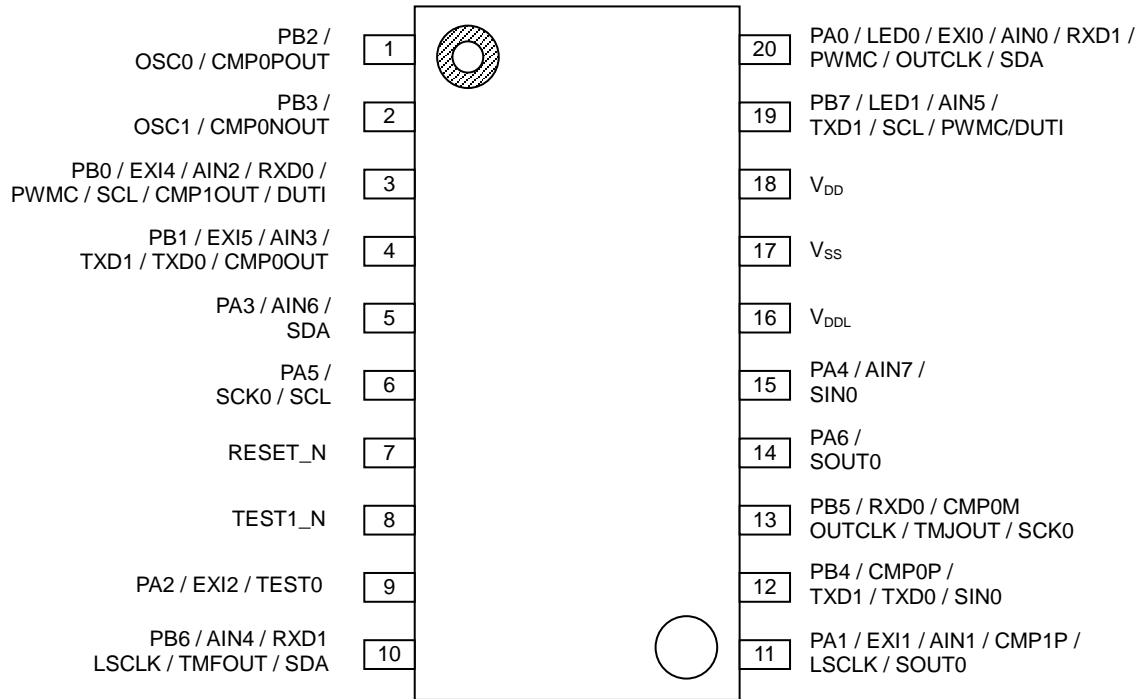 PB2 /
OSC0 / CMP0POUT
1
PB3 /
OSC1 / CMP0NOUT
2
PB0 / EXI4 / AIN2 / RXD0 /
PWMC / SCL / CMP1OUT / DUTI
3
PB1 / EXI5 / AIN3 /
TXD1 / TXD0 / CMP0OUT
4
PA3 / AIN6 /
SDA
5
PA5 /
SCK0 / SCL
6
RESET_N
7
TEST1_N
8
PA2 / EXI2 / TEST0
9
PB6 / AIN4 / RXD1
LSCLK / TMFOUT / SDA
10
20
PA0 / LED0 / EXI0 / AIN0 / RXD1 /
PWMC / OUTCLK / SDA
19
PB7 / LED1 / AIN5 /
TXD1 / SCL / PWMC/DUTI
18
VDD
17
VSS
16
VDDL
15
PA4 / AIN7 /
SIN0
14
PA6 /
SOUT0
13
PB5 / RXD0 / CMP0M
OUTCLK / TMJOUT / SCK0
12
PB4 / CMP0P /
TXD1 / TXD0 / SIN0
11
PA1 / EXI1 / AIN1 / CMP1P /
LSCLK / SOUT0